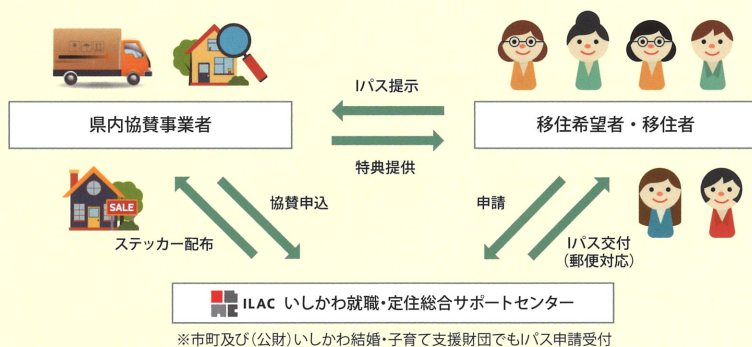 Iパス提示
県内協賛事業者
移住希望者・移住者
特典提供
SALE
協賛申込
申請
ステッカー配布
Iパス交付
(郵便対応)
ILAC いしかわ就職・定住総合サポートセンター
※市町及び(公財)いしかわ結婚・子育て支援財団でもIパス申請受付